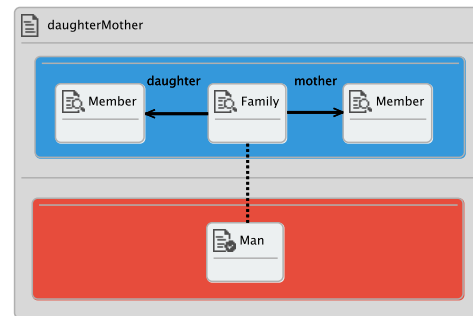 daughterMother
daughter
mother
Member
Family
Member
Man